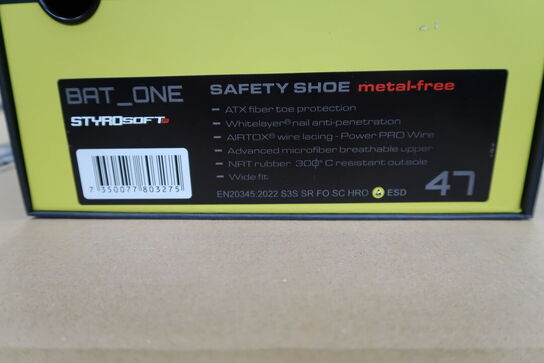 BAT_ONE
STYROSOFT
7 350077 803275
SAFETY SHOE metal-free
- ATX fiber toe protection
- Whitelayer® nail anti-penetration
- AIRTOX® wire lacing - Power PRO Wire
- Advanced microfiber breathable upper
- NRT rubber 300° C resistant outsole
- Wide fit
EN20345:2022 S3S SR FO SC HRO ESD
47